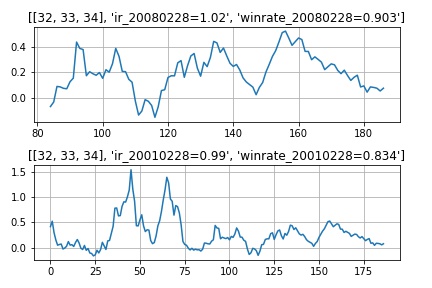 [[32, 33, 34], 'ir_20080228=1.02', 'winrate_20080228=0.903']
0.4
0.2
0.0
80 100 120 140 160 180
[[32, 33, 34], 'ir_20010228=0.99', 'winrate_20010228=0.834']
1.5
1.0
0.5
0.0
0 25 50 75 100 125 150 175